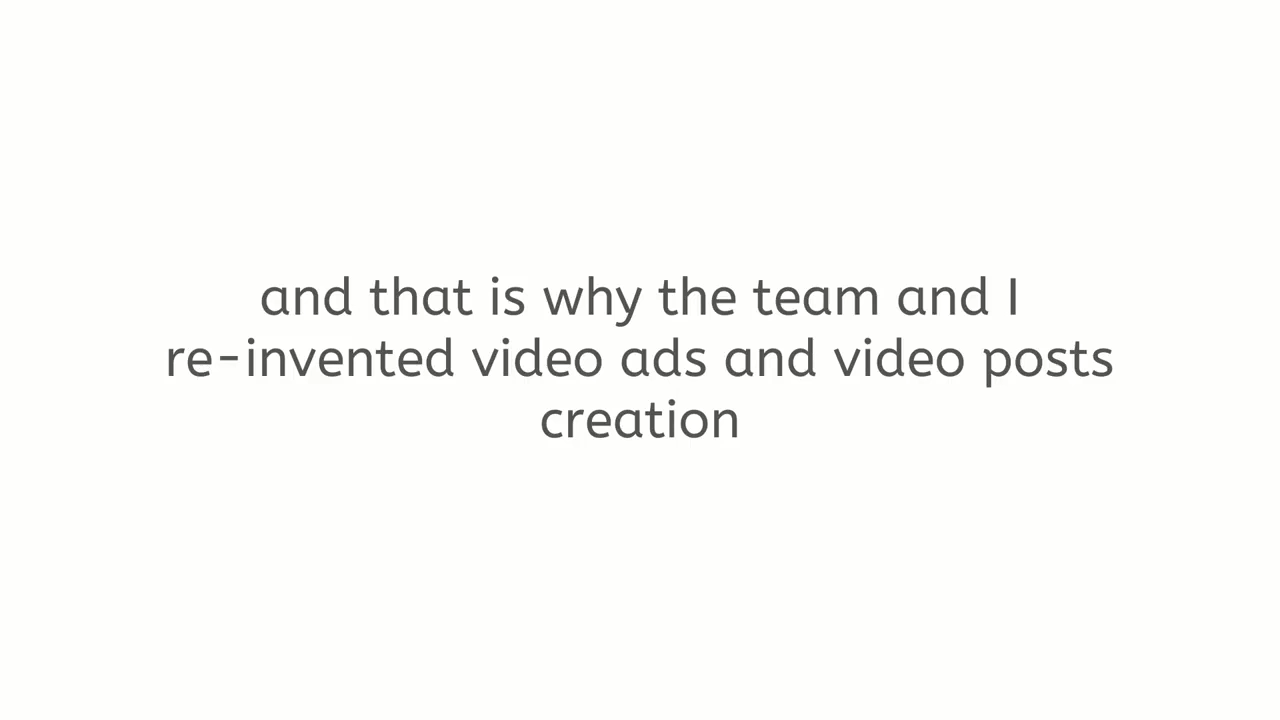 and that is why the team and I
re-invented video ads and video posts
creation